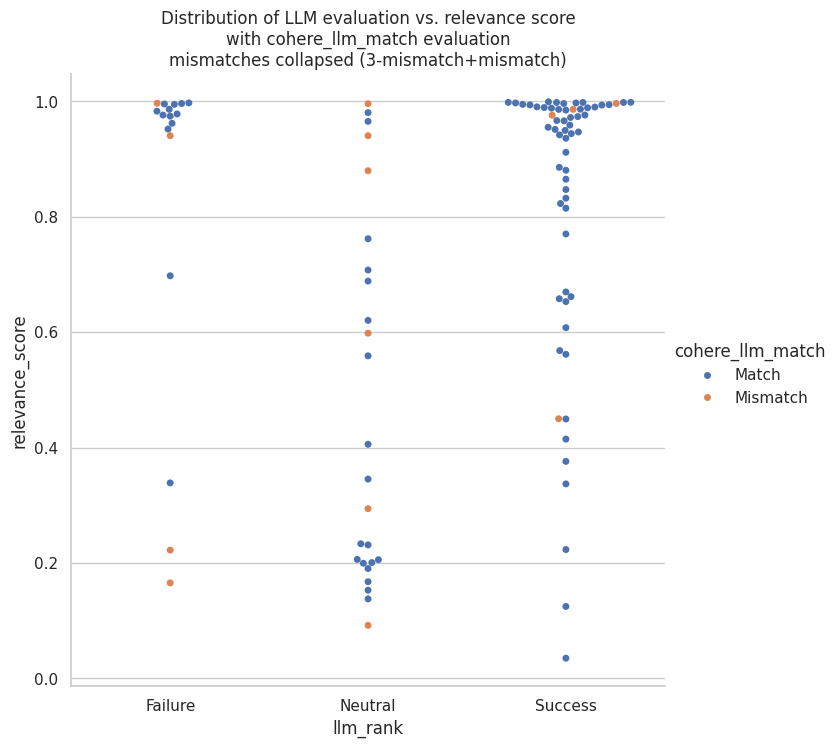 Distribution of LLM evaluation vs. relevance score
with cohere_llm_match evaluation
mismatches collapsed (3-mismatch+mismatch)
1.0
0.8
0.6
0.4
0.2
0.0
relevance_score
Failure
Neutral
Success
llm_rank
cohere_llm_match
Match
Mismatch